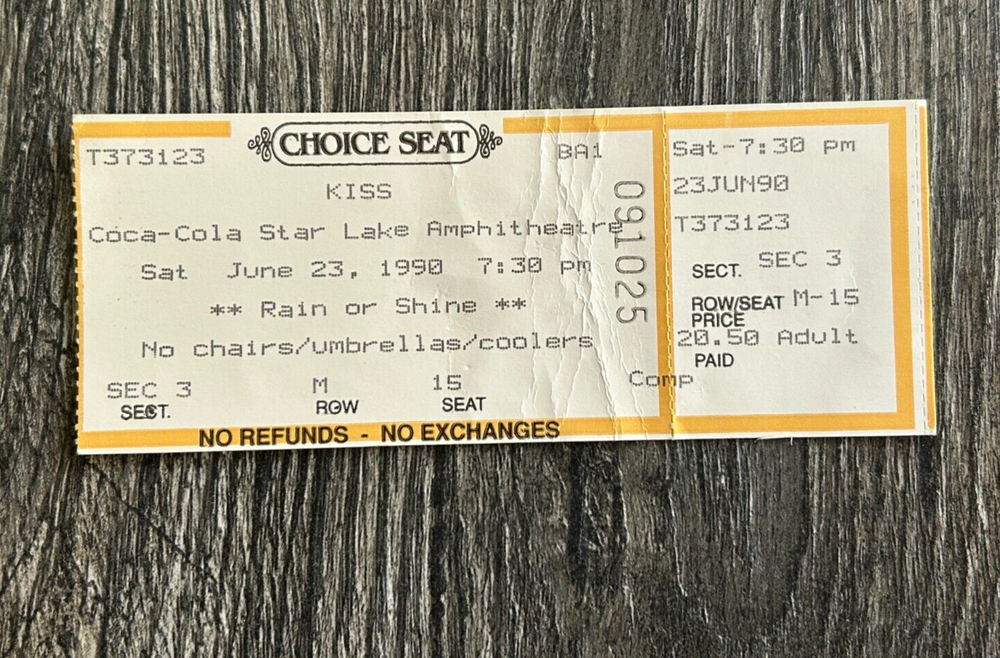 CHOICE SEAT
T373123
BA1
KISS
Coca-Cola Star Lake Amphitheatre
Sat June 23, 1990 7:30 pm
** Rain or Shine **
No chairs/umbrellas/coolers
SEC 3 M 15 Comp
SECT. ROW SEAT
NO REFUNDS - NO EXCHANGES
091025
Sat-7:30 pm
23JUN90
T373123
SECT. SEC 3
ROW/SEAT M-15
PRICE
20.50 Adult
PAID